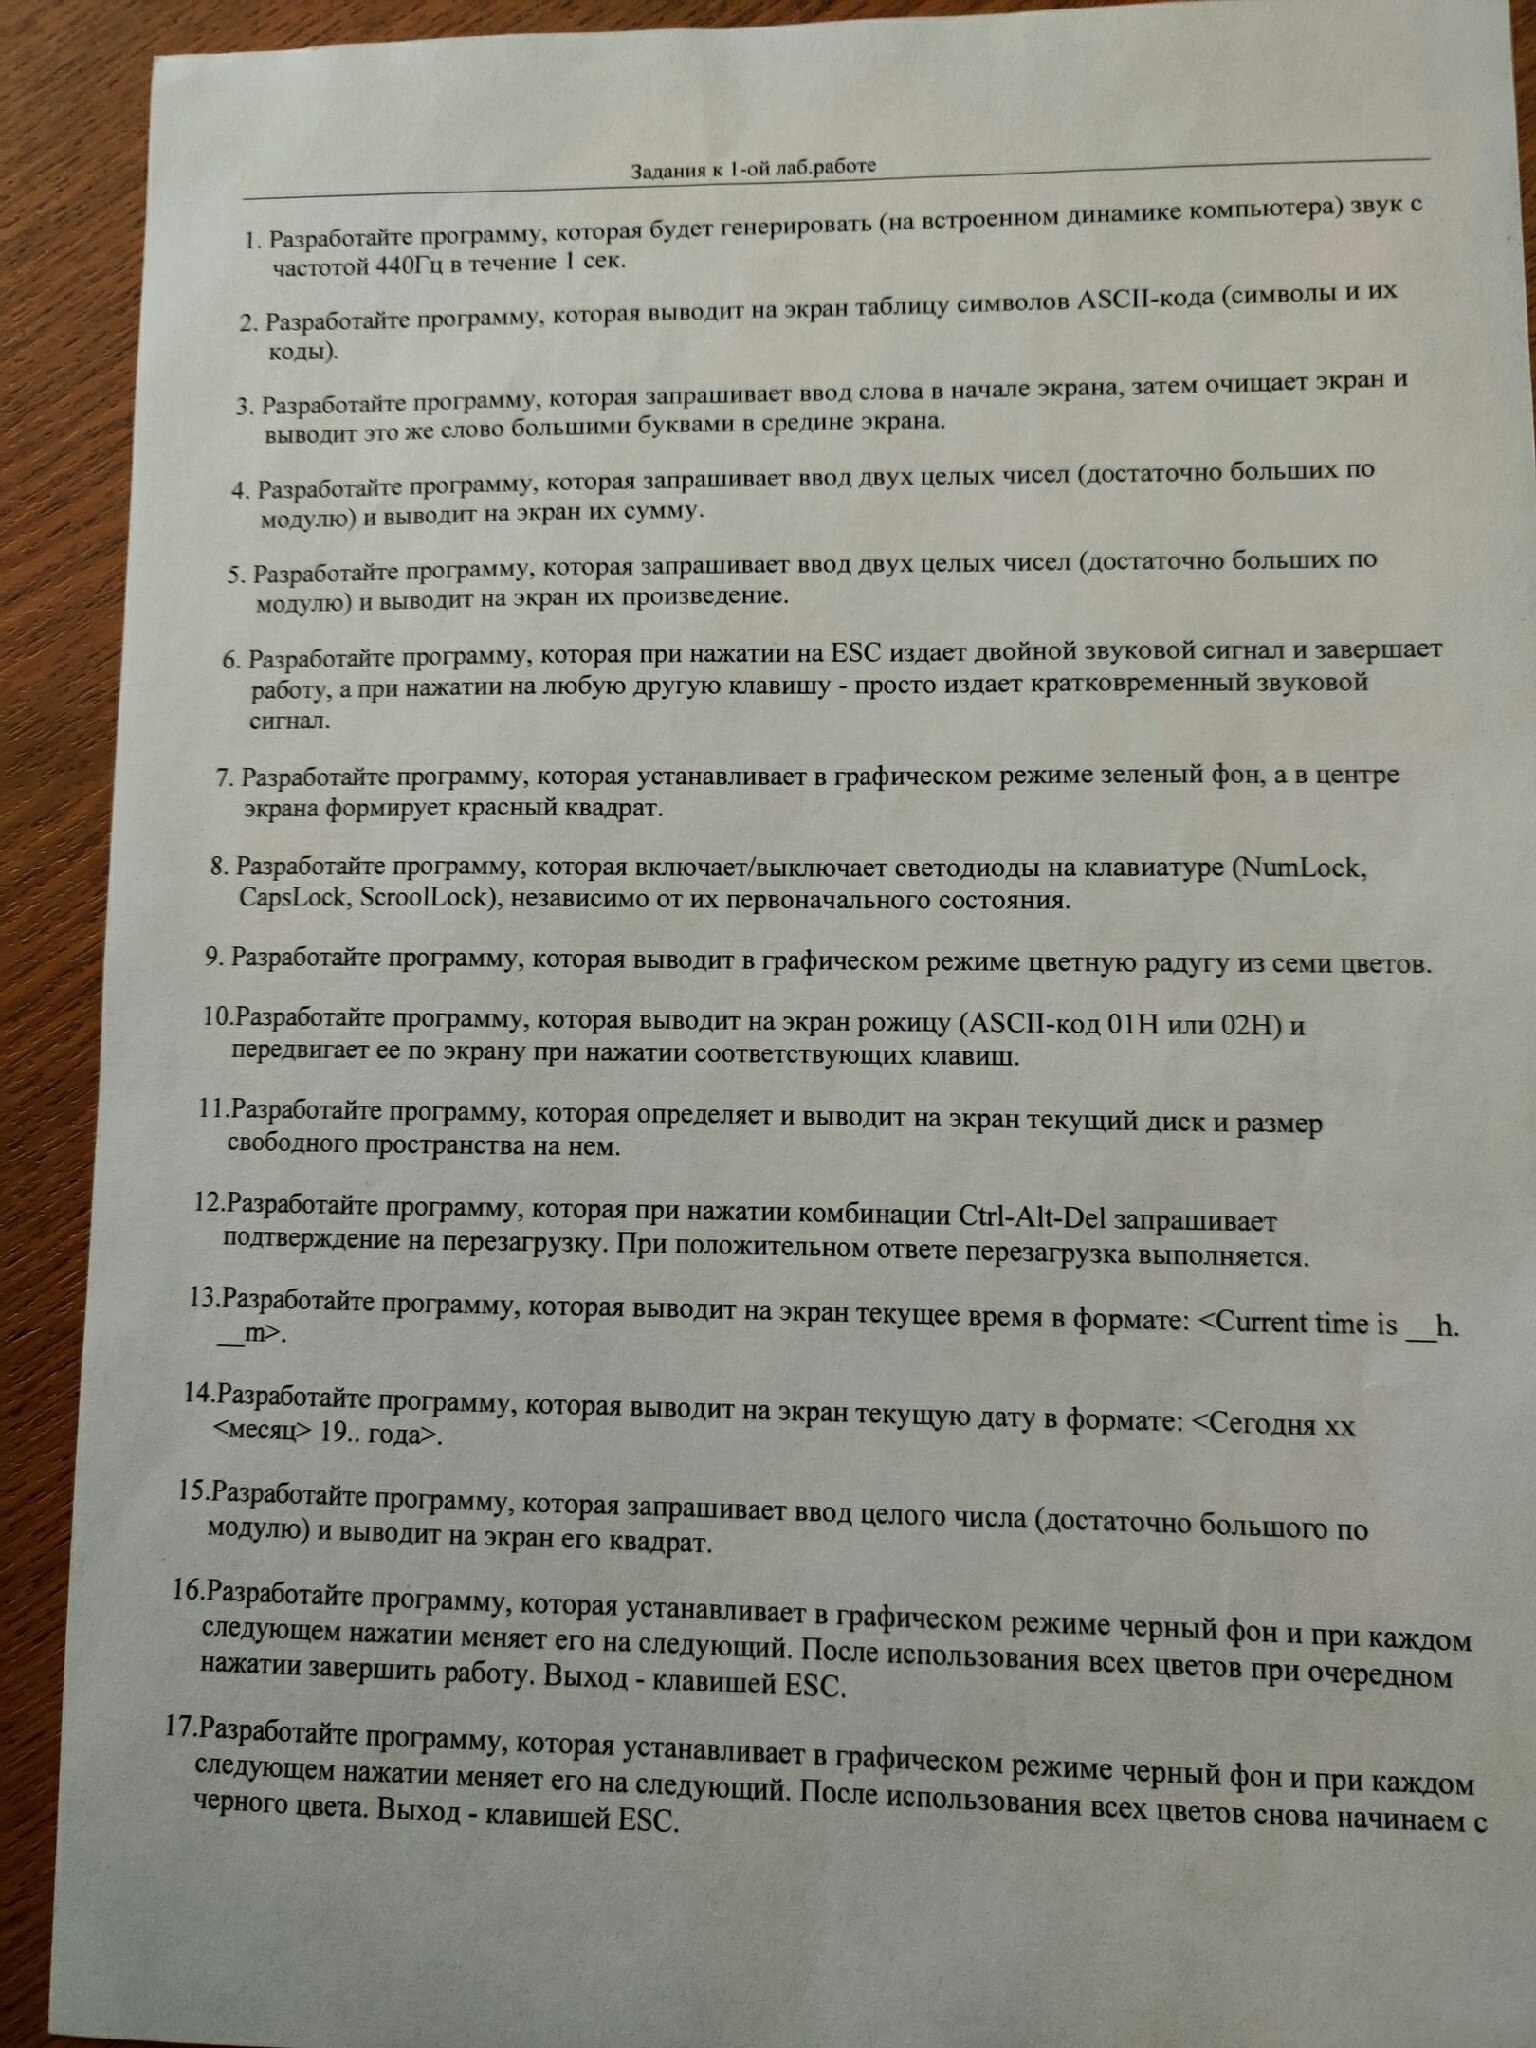 Задания к 1-ой лаб.работе
1. Разработайте программу, которая будет генерировать (на встроенном динамике компьютера) звук с
частотой 440Гц в течение 1 сек.
2. Разработайте программу, которая выводит на экран таблицу символов ASCII-кода (символы и их
коды).
3. Разработайте программу, которая запрашивает ввод слова в начале экрана, затем очищает экран и
выводит это же слово большими буквами в средине экрана.
4. Разработайте программу, которая запрашивает ввод двух целых чисел (достаточно больших по
модулю) и выводит на экран их сумму.
5. Разработайте программу, которая запрашивает ввод двух целых чисел (достаточно больших по
модулю) и выводит на экран их произведение.
6. Разработайте программу, которая при нажатии на ESC издает двойной звуковой сигнал и завершает
работу, а при нажатии на любую другую клавишу - просто издает кратковременный звуковой
сигнал.
7. Разработайте программу, которая устанавливает в графическом режиме зеленый фон, а в центре
экрана формирует красный квадрат.
8. Разработайте программу, которая включает/выключает светодиоды на клавиатуре (NumLock,
CapsLock, ScroolLock), независимо от их первоначального состояния.
9. Разработайте программу, которая выводит в графическом режиме цветную радугу из семи цветов.
10.Разработайте программу, которая выводит на экран рожицу (ASCII-код 01H или 02H) и
передвигает ее по экрану при нажатии соответствующих клавиш.
11.Разработайте программу, которая определяет и выводит на экран текущий диск и размер
свободного пространства на нем.
12.Разработайте программу, которая при нажатии комбинации Ctrl-Alt-Del запрашивает
подтверждение на перезагрузку. При положительном ответе перезагрузка выполняется.
13.Разработайте программу, которая выводит на экран текущее время в формате: <Current time is __h.
__m>.
14.Разработайте программу, которая выводит на экран текущую дату в формате: <Сегодня xx
<месяц> 19.. года>.
15.Разработайте программу, которая запрашивает ввод целого числа (достаточно большого по
модулю) и выводит на экран его квадрат.
16.Разработайте программу, которая устанавливает в графическом режиме черный фон и при каждом
следующем нажатии меняет его на следующий. После использования всех цветов при очередном
нажатии завершить работу. Выход - клавишей ESC.
17.Разработайте программу, которая устанавливает в графическом режиме черный фон и при каждом
следующем нажатии меняет его на следующий. После использования всех цветов снова начинаем с
черного цвета. Выход - клавишей ESC.